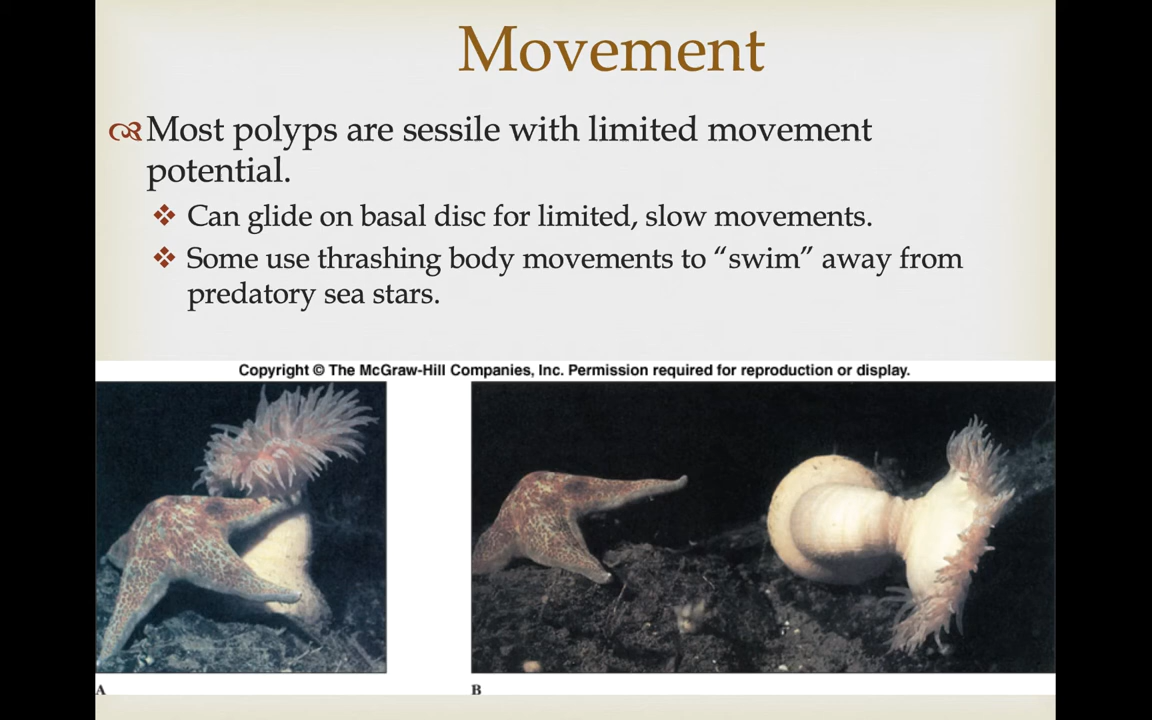 Movement
Most polyps are sessile with limited movement
potential.
Can glide on basal disc for limited, slow movements.
Some use thrashing body movements to “swim” away from
predatory sea stars.
Copyright © The McGraw-Hill Companies, Inc. Permission required for reproduction or display.
A
B